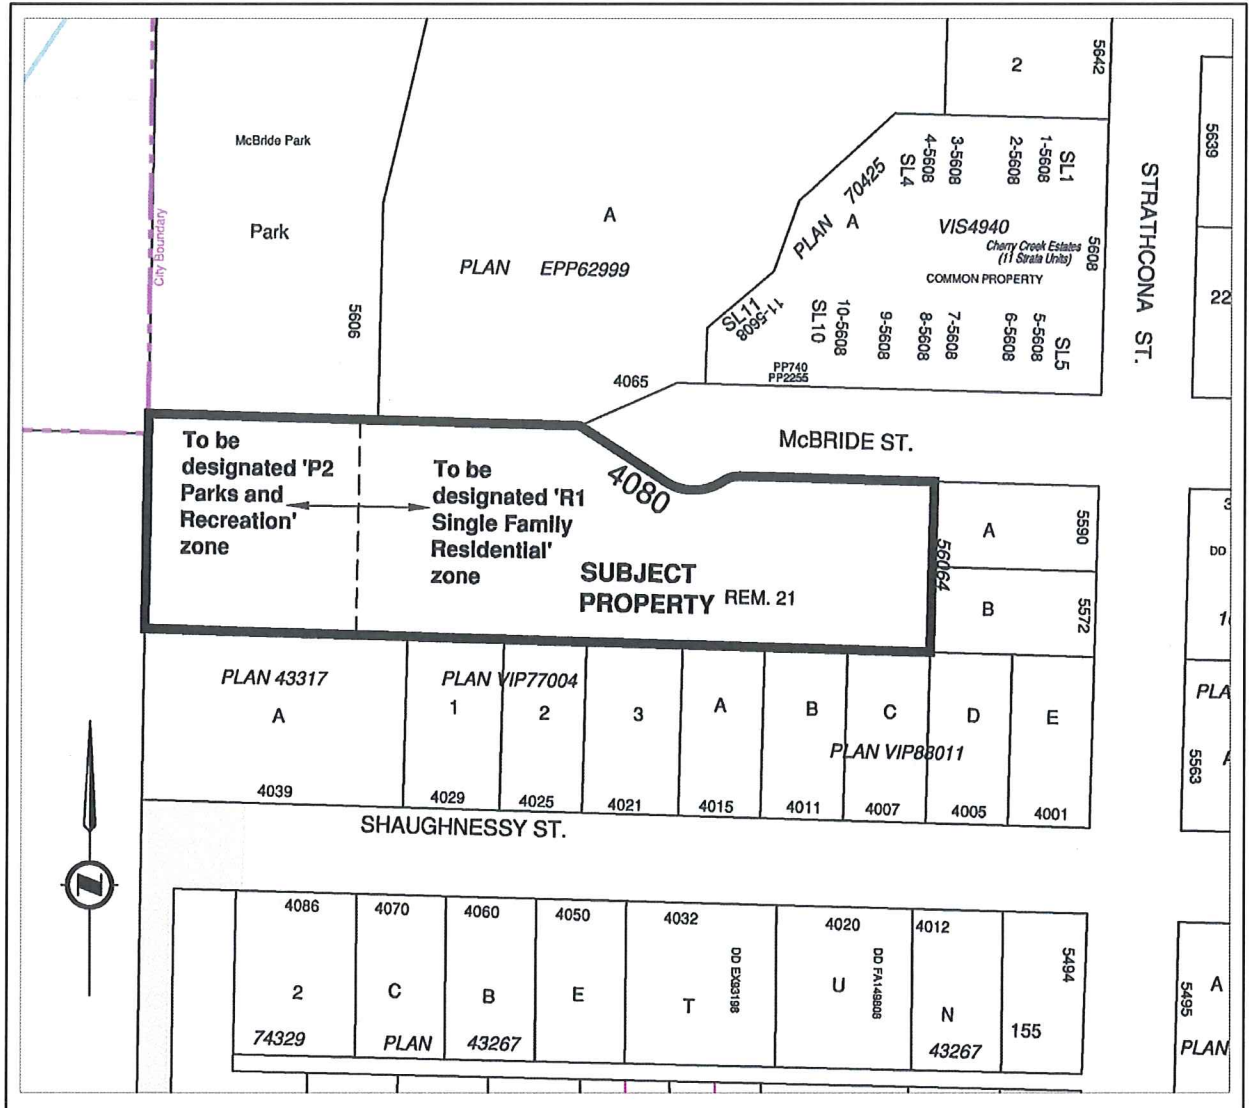 2
5642
5639
McBride Park
Park
City Boundary
5606
A
PLAN EPP62999
PLAN 70425
A
4-5608
SL4
3-5608
2-5608
1-5608
SL1
VIS4940
Cherry Creek Estates
(11 Strata Units)
COMMON PROPERTY
5608
STRATHCONA ST.
22
SL11
11-5608
10-5608
SL10
9-5608
8-5608
7-5608
6-5608
5-5608
SL5
PP740
PP2255
4065
McBRIDE ST.
4080
To be
designated 'P2
Parks and
Recreation'
zone
To be
designated 'R1
Single Family
Residential'
zone
SUBJECT
PROPERTY
REM. 21
56064
A
5590
B
5572
DD
PLAN 43317
A
4039
PLAN VIP77004
1
4029
2
4025
3
4021
A
4015
B
4011
C
4007
D
4005
E
4001
PLAN VIP88011
PLA
5563
SHAUGHNESSY ST.
Z
4086
2
74329
4070
C
PLAN
4060
B
43267
4050
E
4032
T
DD EX93198
4020
U
DD FA149808
4012
N
43267
155
5494
A
5495
PLAN